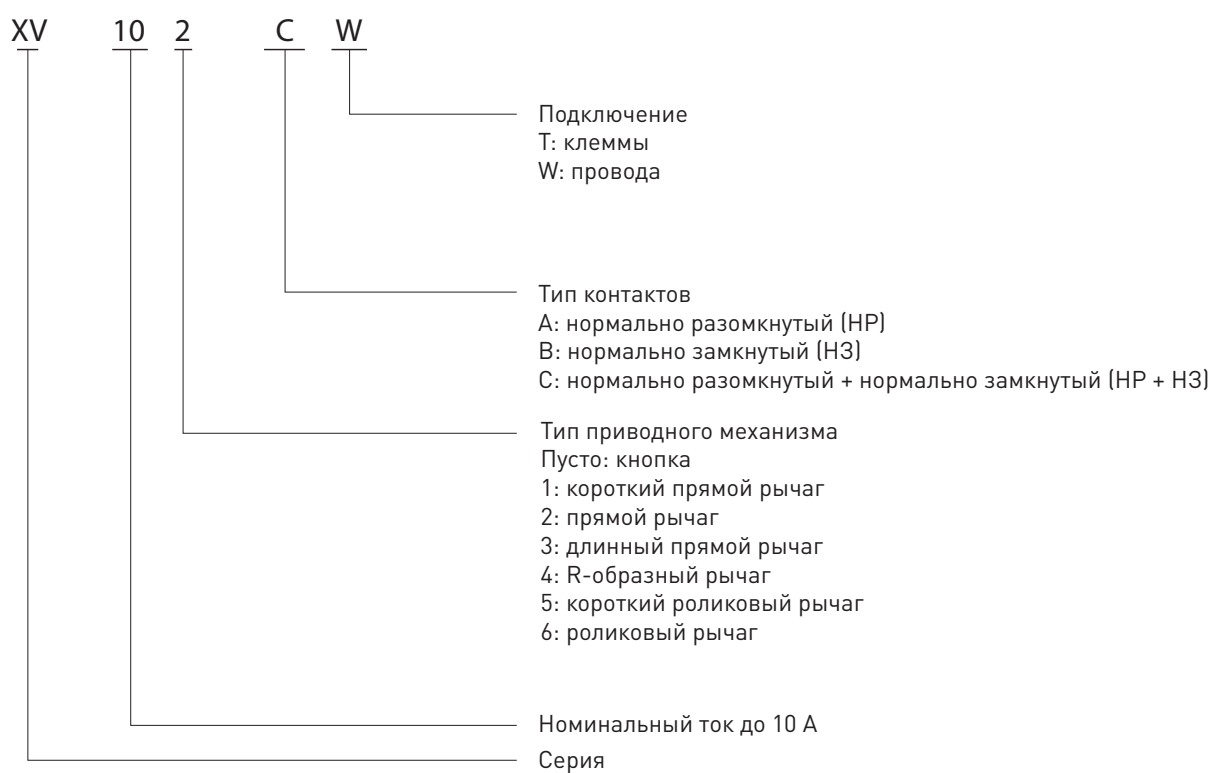 XV 10 2 C W
Подключение
T: клеммы
W: провода
Тип контактов
A: нормально разомкнутый (НР)
B: нормально замкнутый (НЗ)
C: нормально разомкнутый + нормально замкнутый (НР + НЗ)
Тип приводного механизма
Пусто: кнопка
1: короткий прямой рычаг
2: прямой рычаг
3: длинный прямой рычаг
4: R-образный рычаг
5: короткий роликовый рычаг
6: роликовый рычаг
Номинальный ток до 10 А
Серия